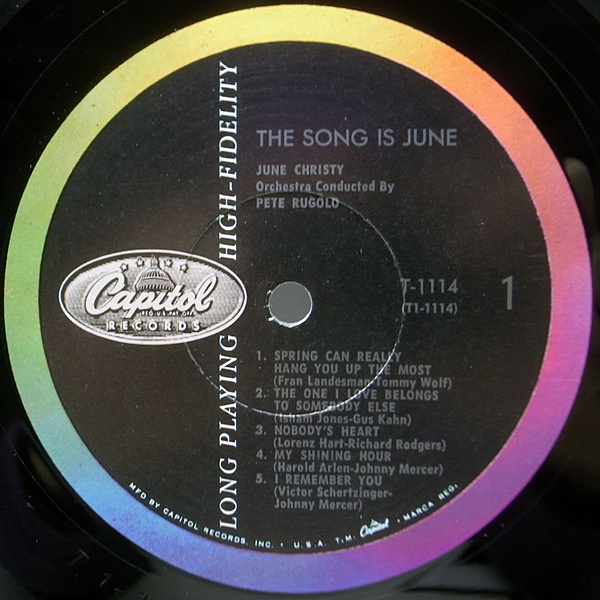 THE SONG IS JUNE
JUNE CHRISTY
Orchestra Conducted By
PETE RUGOLO
LONG PLAYING HIGH-FIDELITY
Capitol
REG. U.S. PAT. OFF.
RECORDS
T-1114
(T1-1114)
1
1. SPRING CAN REALLY
HANG YOU UP THE MOST
(Fran Landesman-Tommy Wolf)
2. THE ONE I LOVE BELONGS
TO SOMEBODY ELSE
(Isham Jones-Gus Kahn)
3. NOBODY'S HEART
(Lorenz Hart-Richard Rodgers)
4. MY SHINING HOUR
(Harold Arlen-Johnny Mercer)
5. I REMEMBER YOU
(Victor Schertzinger-
Johnny Mercer)
MFD BY CAPITOL RECORDS, INC. • U.S.A. T.M. Capitol • MARCA REG.